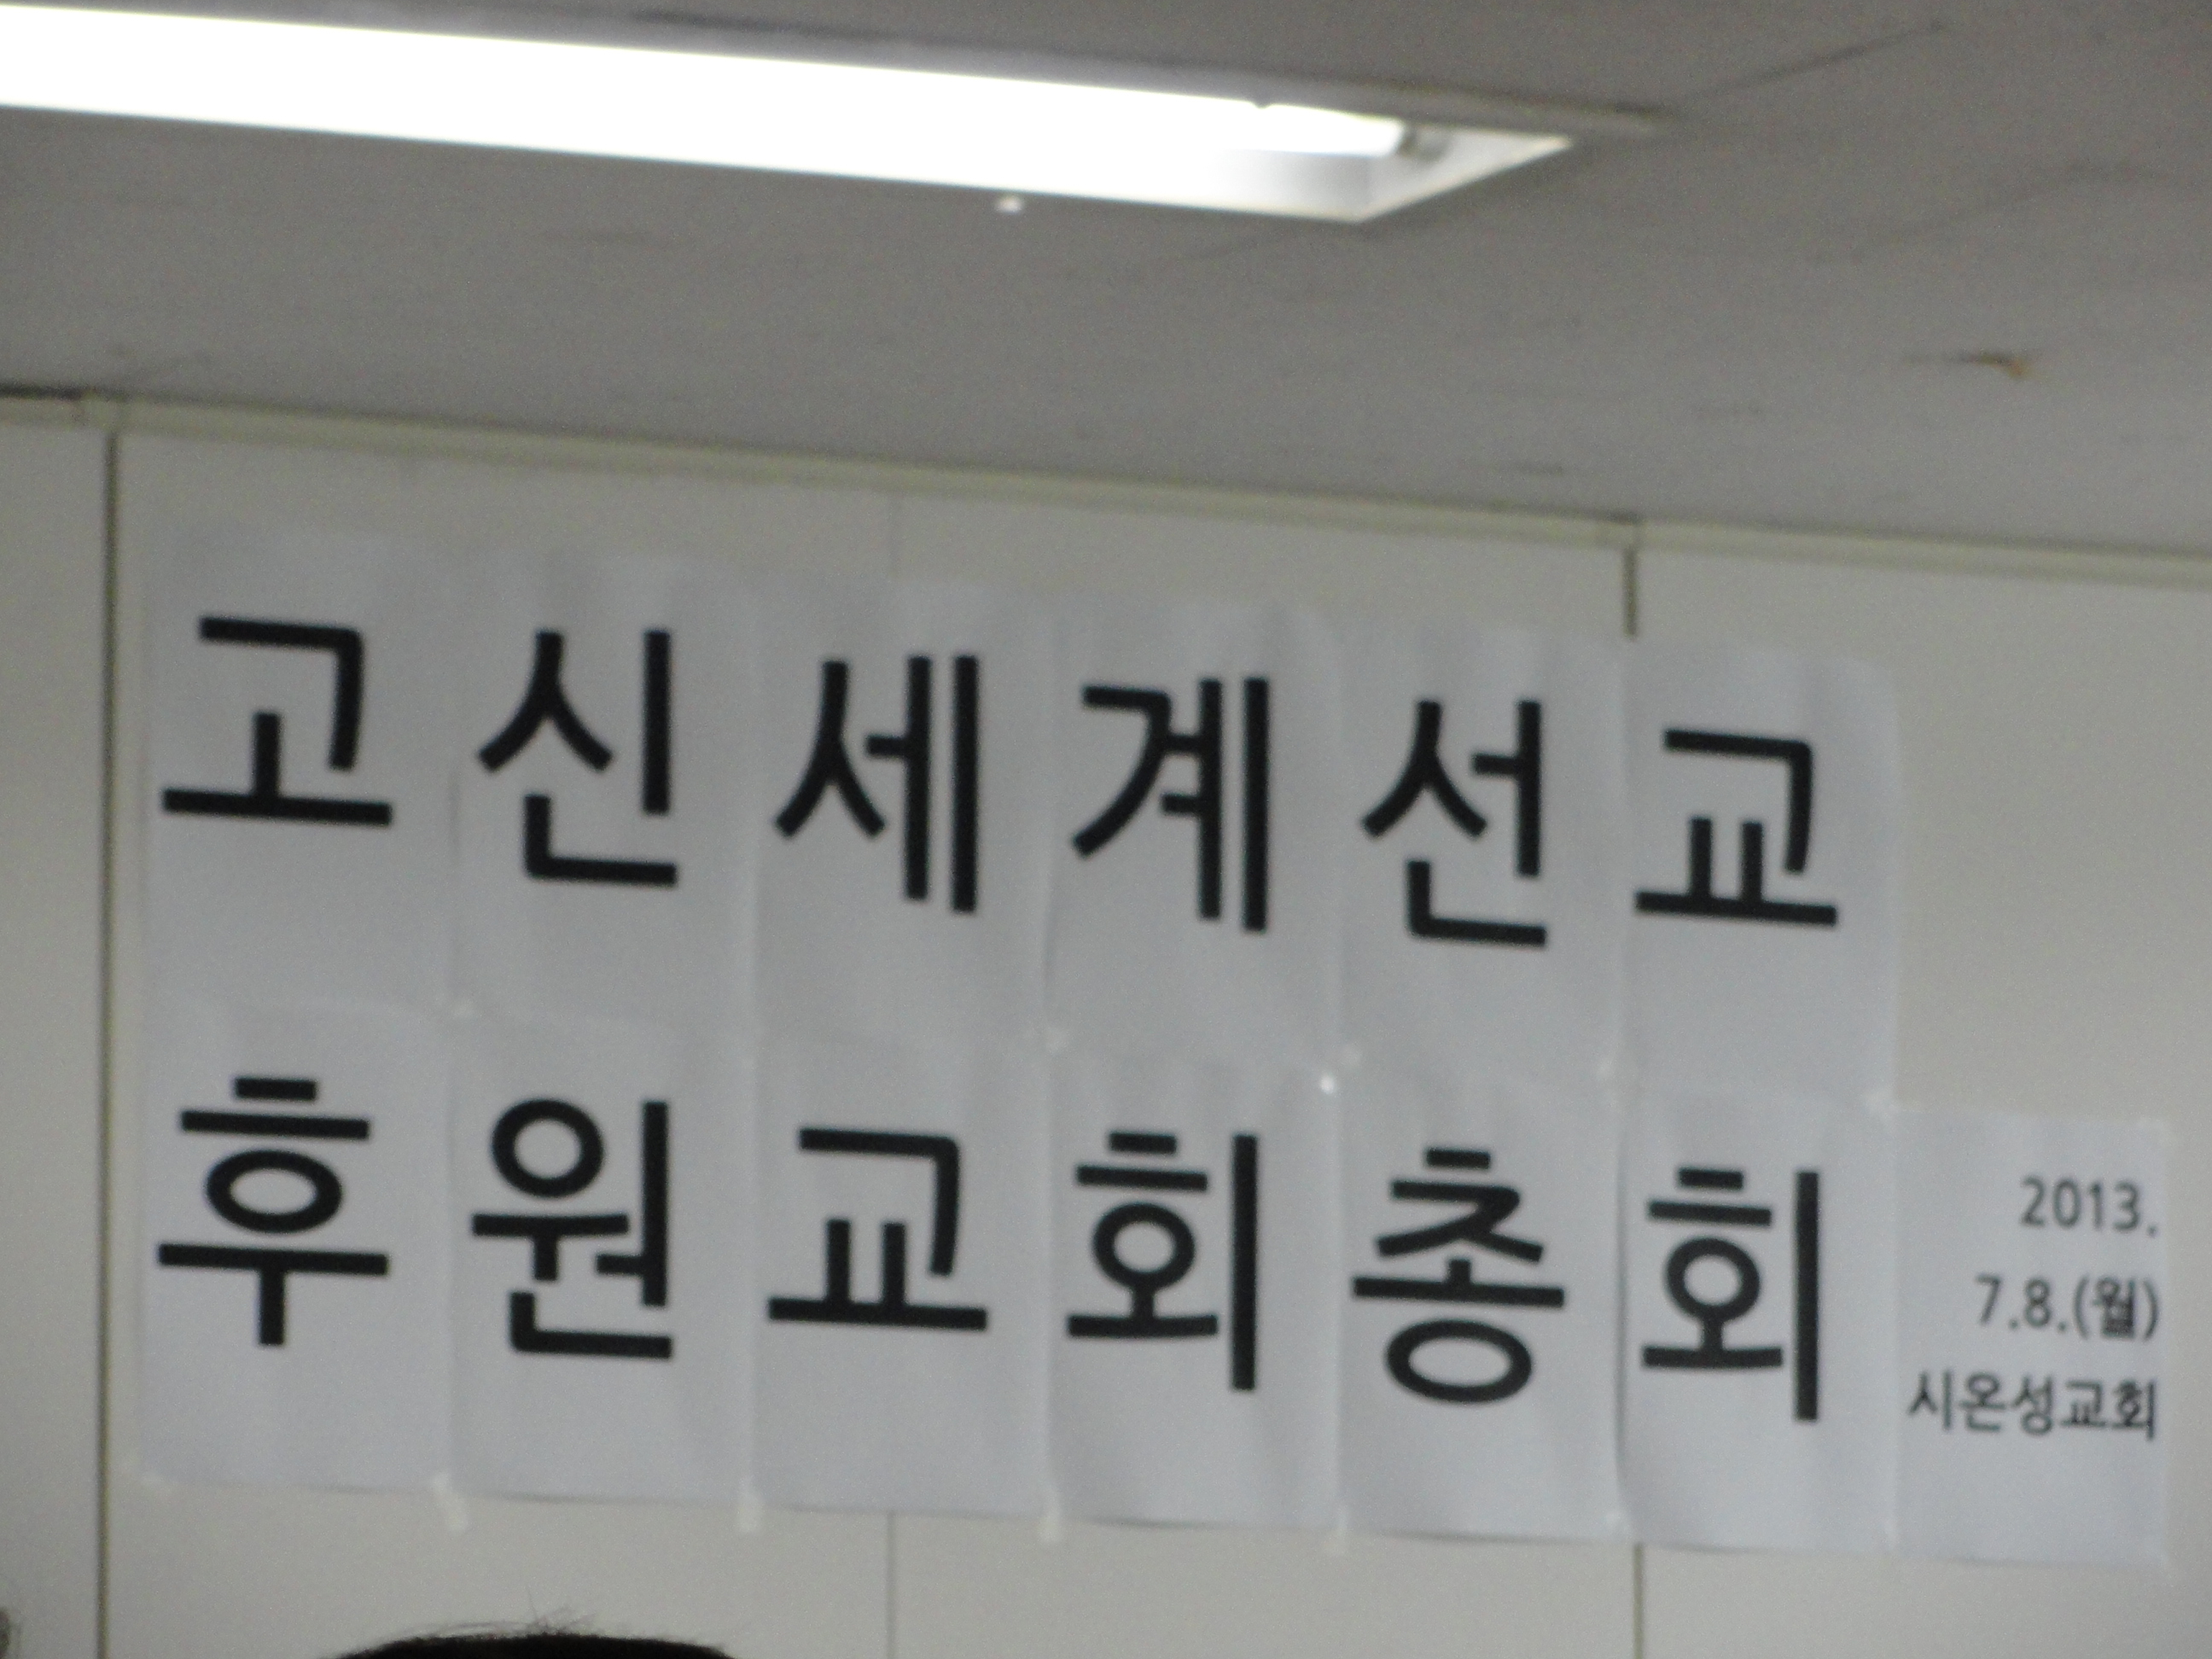 고신세계선교
후원교회총회
2013.
7.8.(월)
시온성교회